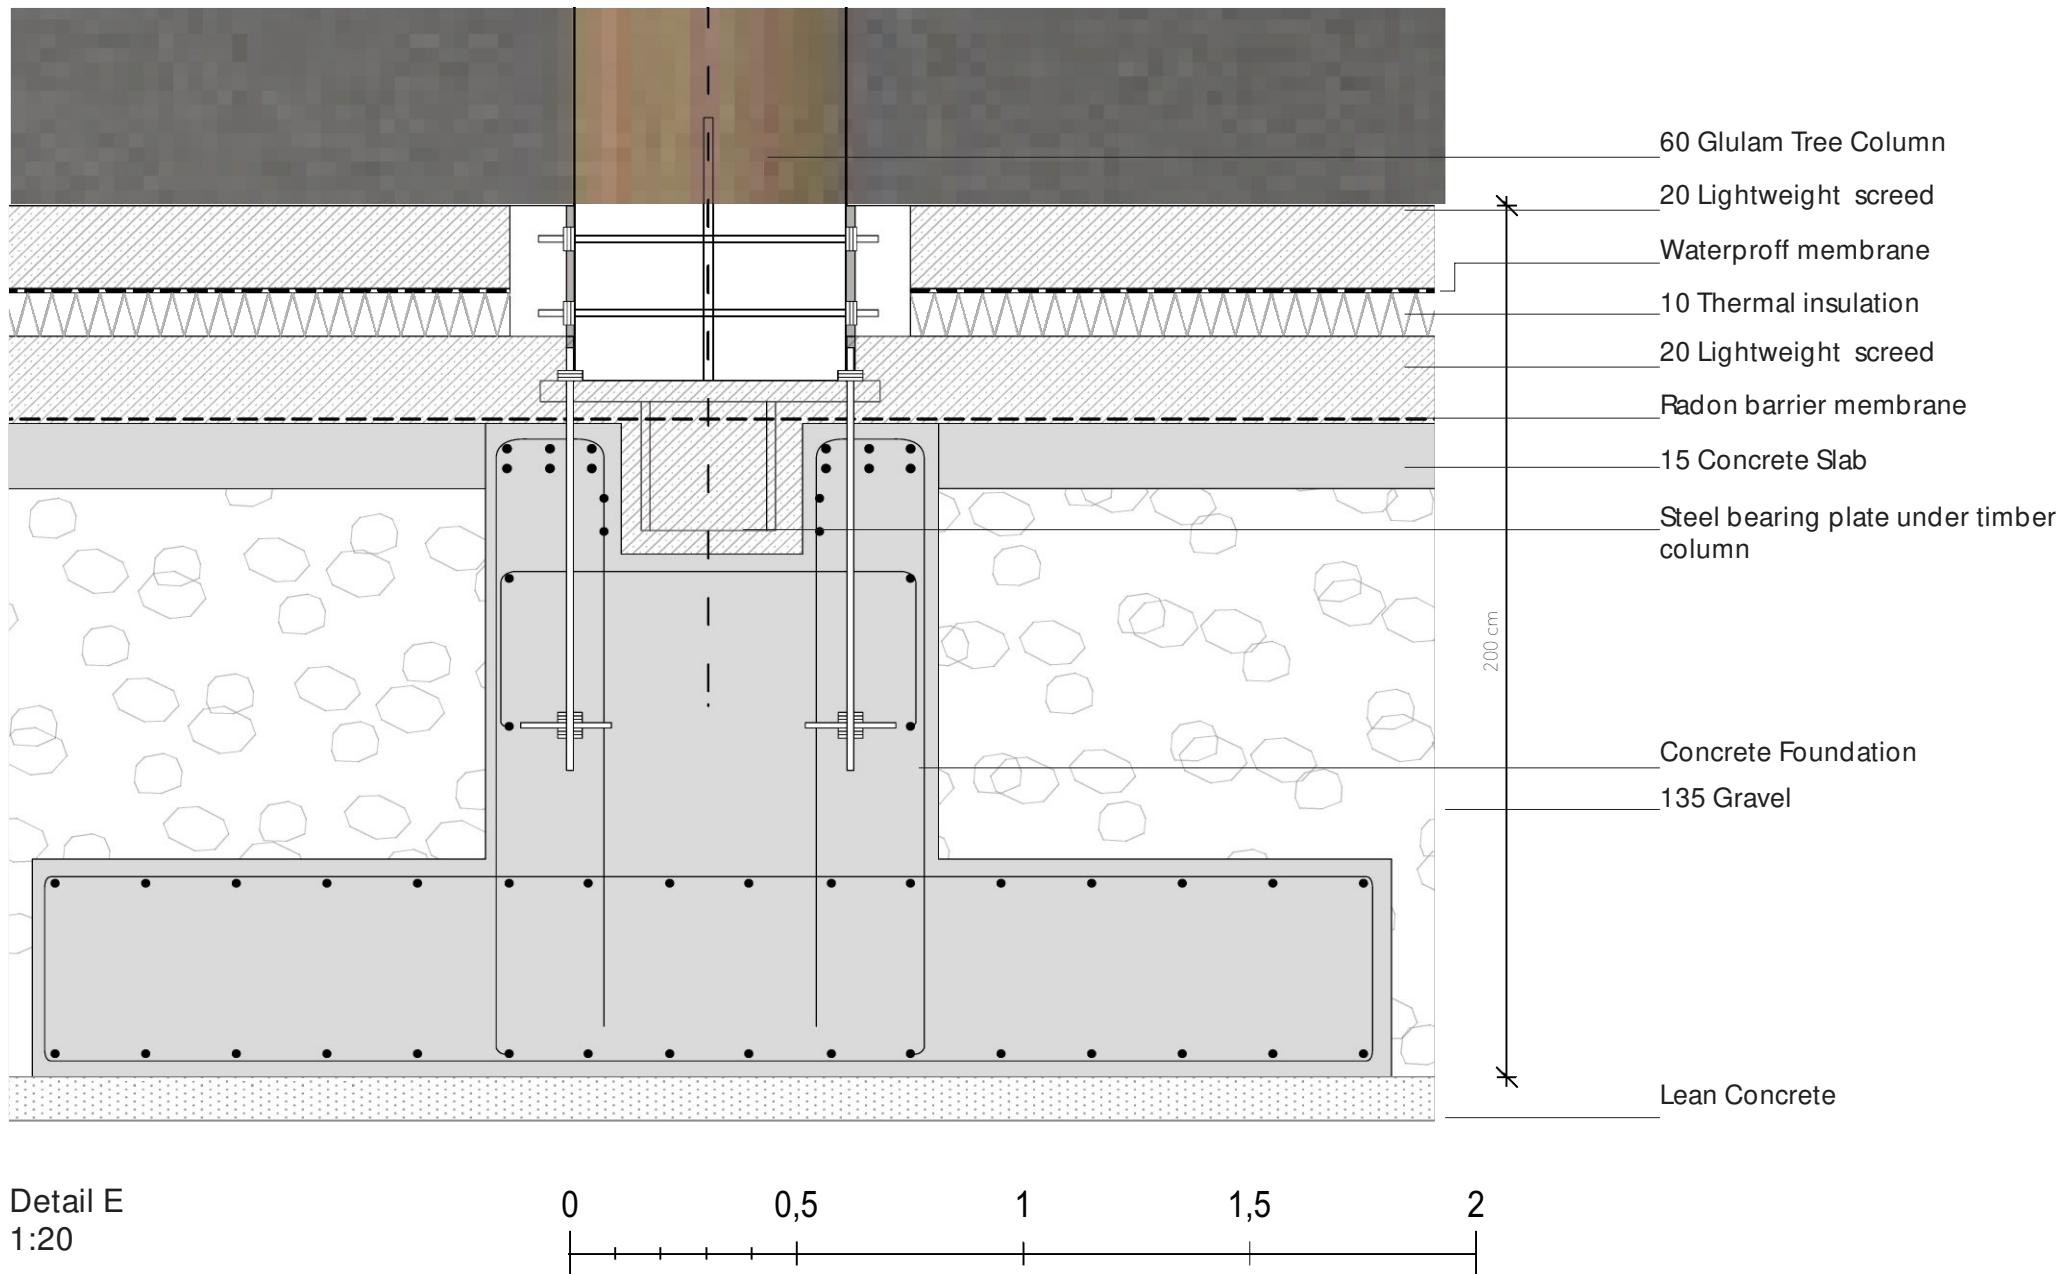 60 Glulam Tree Column
20 Lightweight screed
Waterproff membrane
10 Thermal insulation
20 Lightweight screed
Radon barrier membrane
15 Concrete Slab
Steel bearing plate under timber
column
200 cm
Concrete Foundation
135 Gravel
Lean Concrete
Detail E
1:20
0 0,5 1 1,5 2